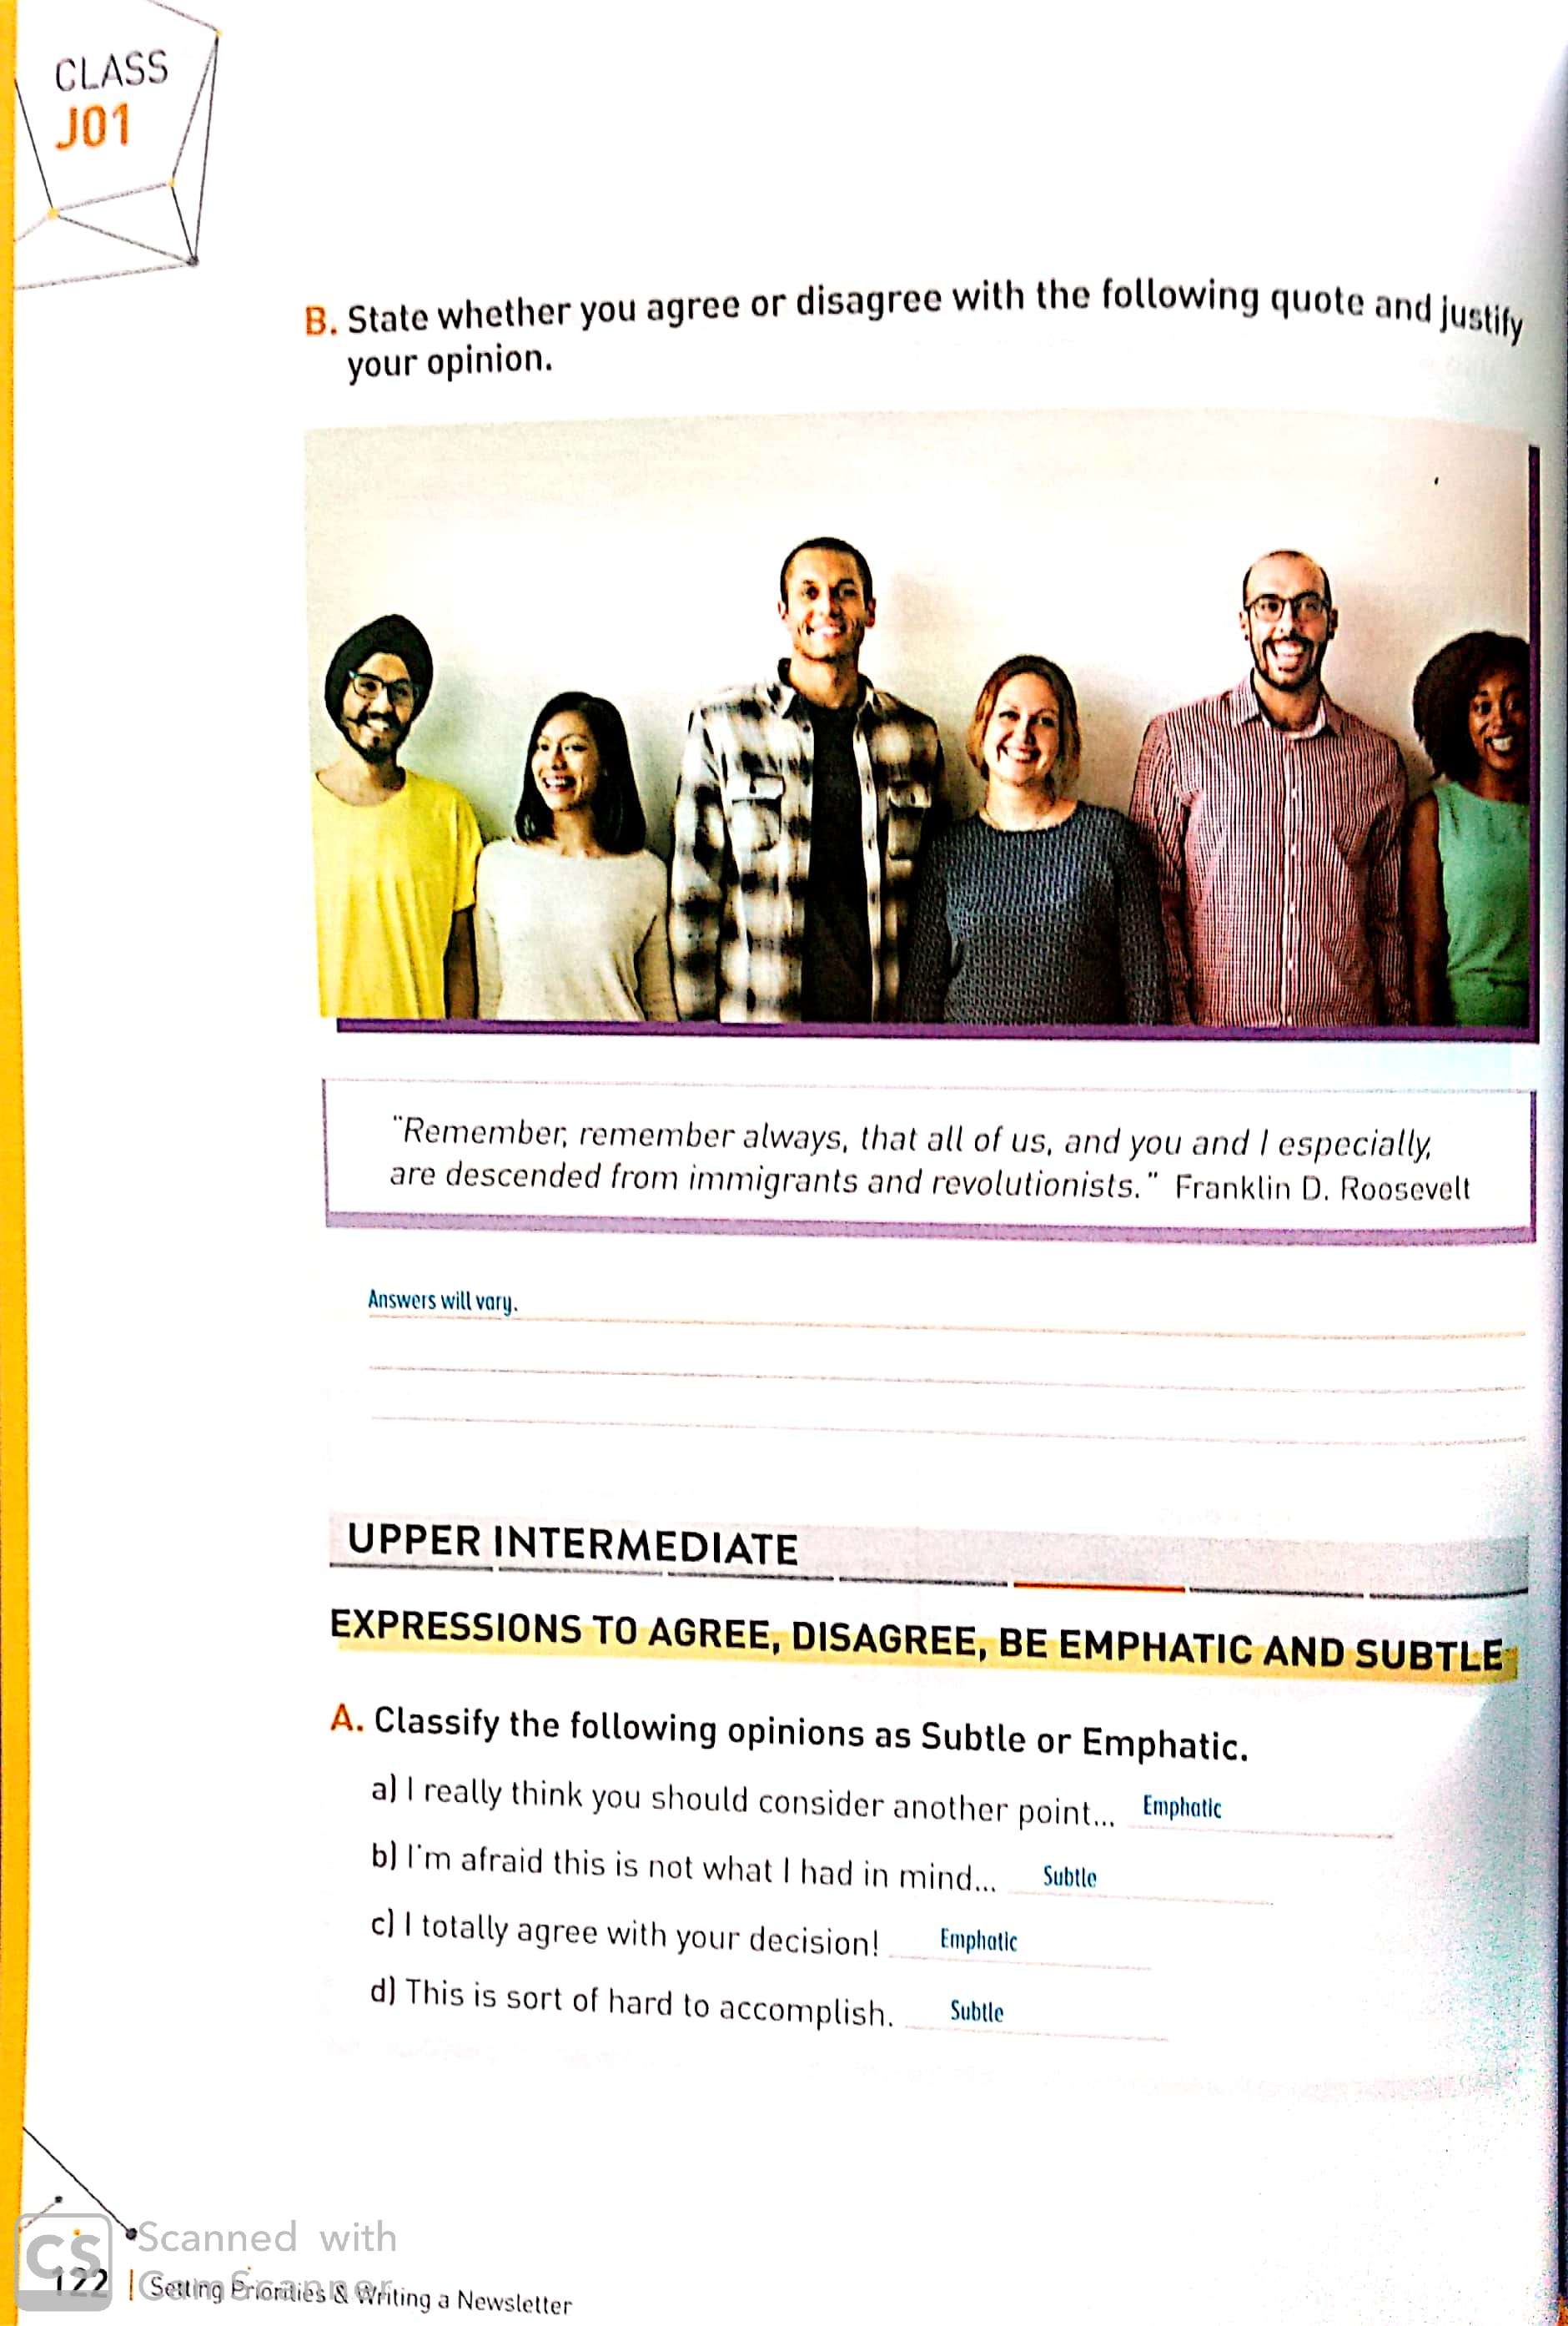 CLASS
J01
B. State whether you agree or disagree with the following quote and justify
your opinion.
"Remember, remember always, that all of us, and you and I especially,
are descended from immigrants and revolutionists." Franklin D. Roosevelt
Answers will vary.
UPPER INTERMEDIATE
EXPRESSIONS TO AGREE, DISAGREE, BE EMPHATIC AND SUBTLE
A. Classify the following opinions as Subtle or Emphatic.
a) I really think you should consider another point... Emphatic
b) I'm afraid this is not what I had in mind... Subtle
c) I totally agree with your decision! Emphatic
d) This is sort of hard to accomplish. Subtle
CS Scanned with
CamScanner
122 | Setting Priorities & Writing a Newsletter